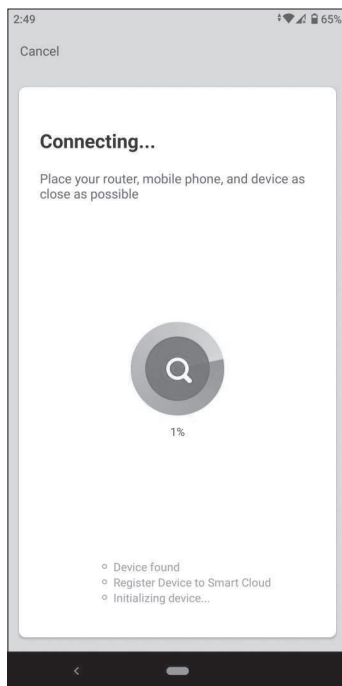 2:49
65%
Cancel
Connecting...
Place your router, mobile phone, and device as
close as possible
1%
Device found
Register Device to Smart Cloud
Initializing device...